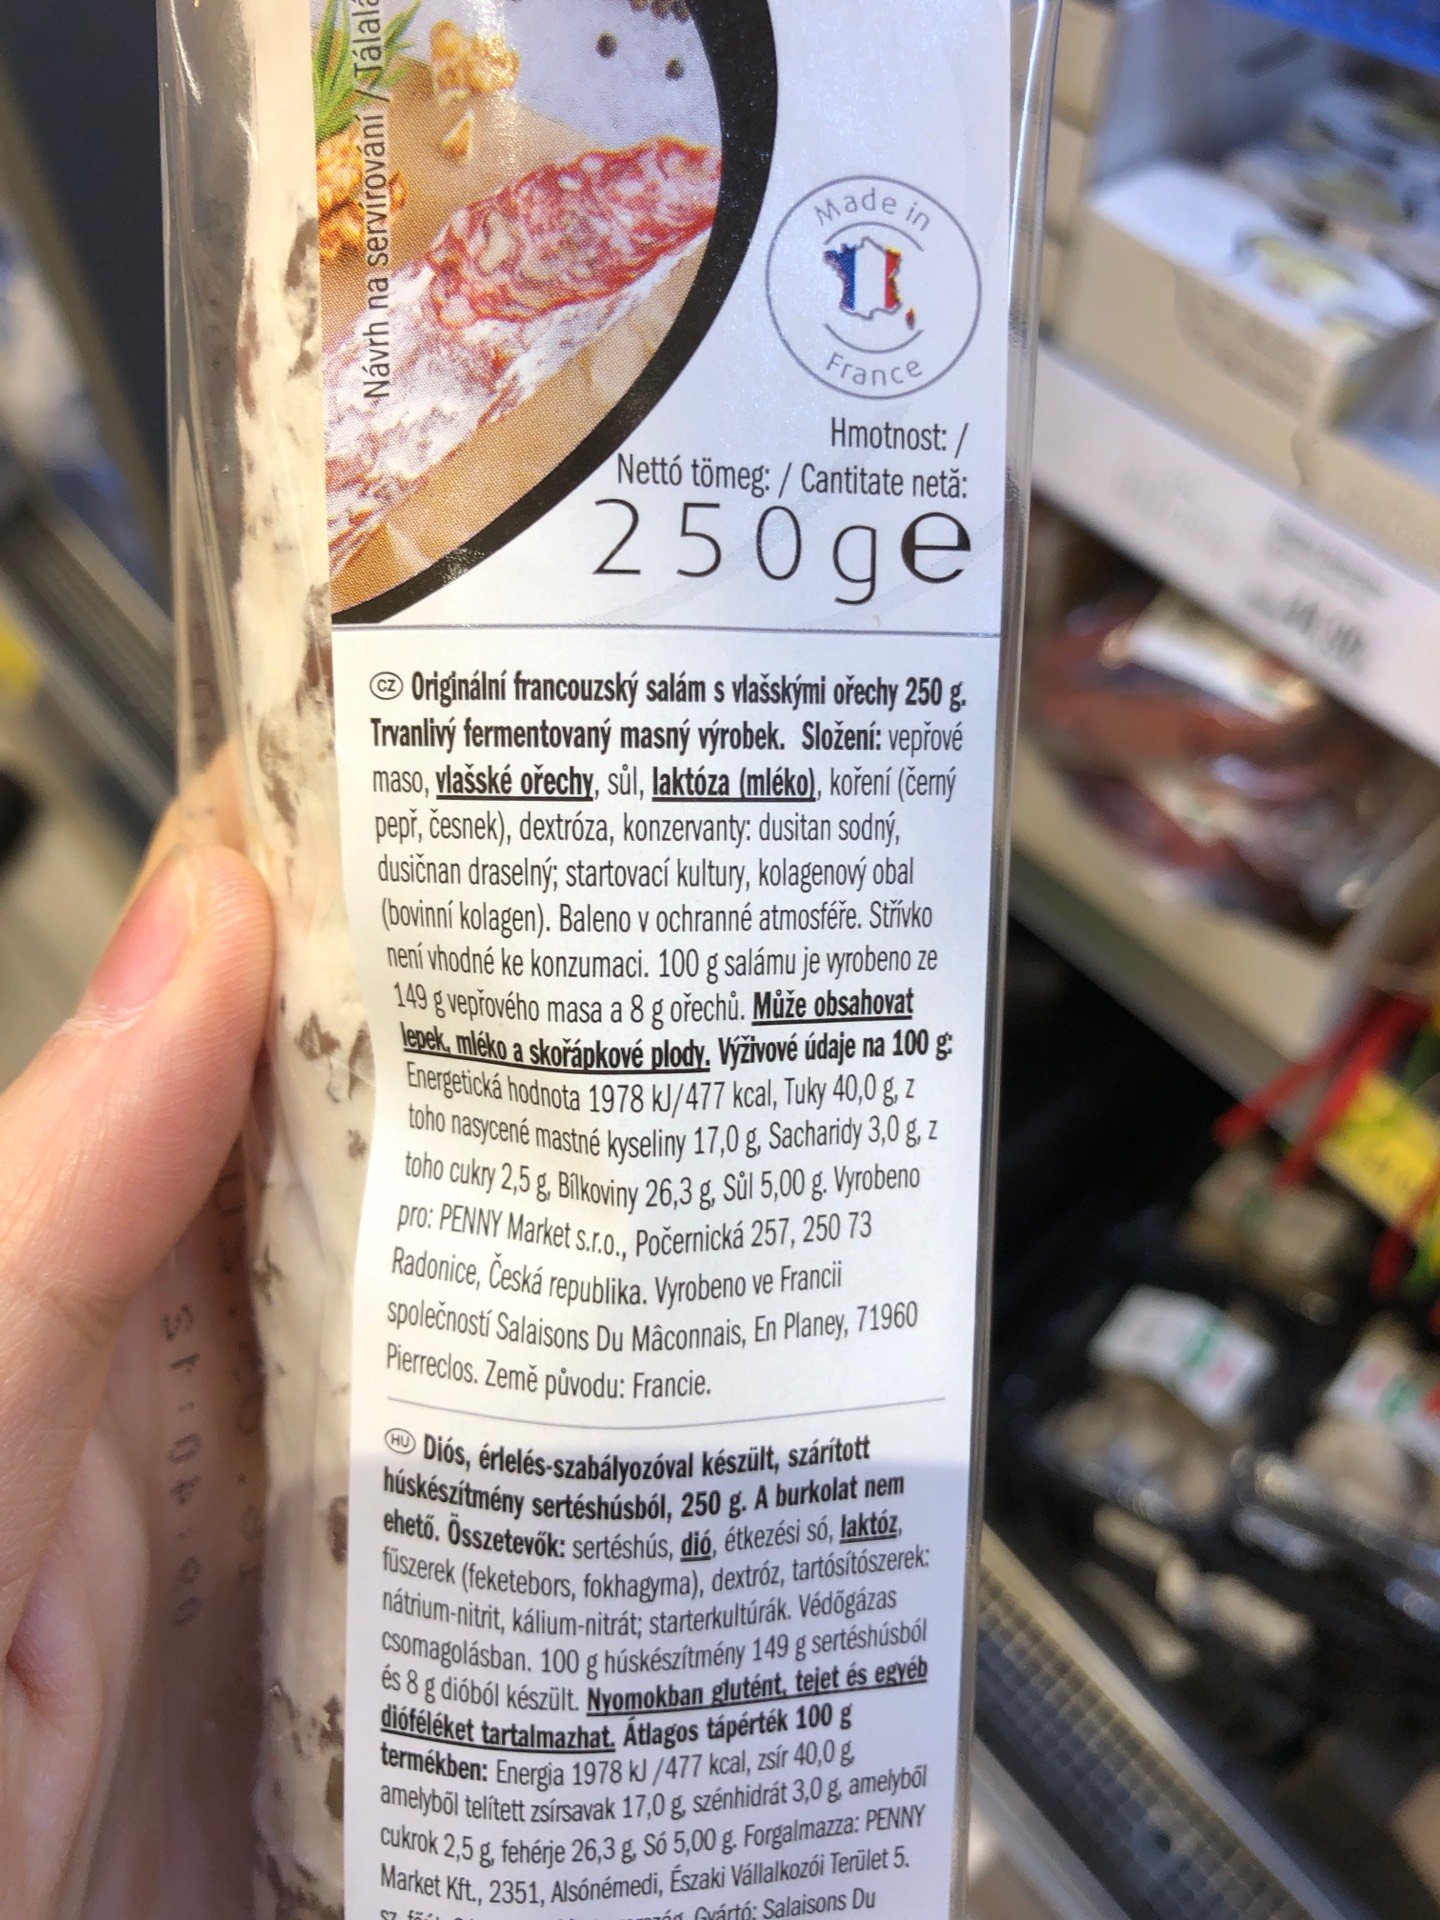 Návrh na servírování / Tálalá
Made in
France
Hmotnost: /
Nettó tömeg: / Cantitate netă:
250g e
CZ Originální francouzský salám s vlašskými ořechy 250 g.
Trvanlivý fermentovaný masný výrobek. Složení: vepřové
maso, vlašské ořechy, sůl, laktóza (mléko), koření (černý
pepř, česnek), dextróza, konzervanty: dusitan sodný,
dusičnan draselný; startovací kultury, kolagenový obal
(bovinní kolagen). Baleno v ochranné atmosféře. Střívko
není vhodné ke konzumaci. 100 g salámu je vyrobeno ze
149 g vepřového masa a 8 g ořechů. Může obsahovat
lepek, mléko a skořápkové plody. Výživové údaje na 100 g:
Energetická hodnota 1978 kJ/477 kcal, Tuky 40,0 g, z
toho nasycené mastné kyseliny 17,0 g, Sacharidy 3,0 g, z
toho cukry 2,5 g, Bílkoviny 26,3 g, Sůl 5,00 g. Vyrobeno
pro: PENNY Market s.r.o., Počernická 257, 250 73
Radonice, Česká republika. Vyrobeno ve Francii
společností Salaisons Du Mâconnais, En Planey, 71960
Pierreclos. Země původu: Francie.
HU Diós, érlelés-szabályozóval készült, szárított
húskészítmény sertéshúsból, 250 g. A burkolat nem
ehető. Összetevők: sertéshús, dió, étkezési só, laktóz,
fűszerek (feketebors, fokhagyma), dextróz, tartósítószerek:
nátrium-nitrit, kálium-nitrát; starterkultúrák. Védőgázas
csomagolásban. 100 g húskészítmény 149 g sertéshúsból
és 8 g dióból készült. Nyomokban glutént, tejet és egyéb
dióféléket tartalmazhat. Átlagos tápérték 100 g
termékben: Energia 1978 kJ /477 kcal, zsír 40,0 g,
amelyből telített zsírsavak 17,0 g, szénhidrát 3,0 g, amelyből
cukrok 2,5 g, fehérje 26,3 g, Só 5,00 g. Forgalmazza: PENNY
Market Kft., 2351, Alsónémedi, Északi Vállalkozói Terület 5.
Gyártó: Salaisons Du